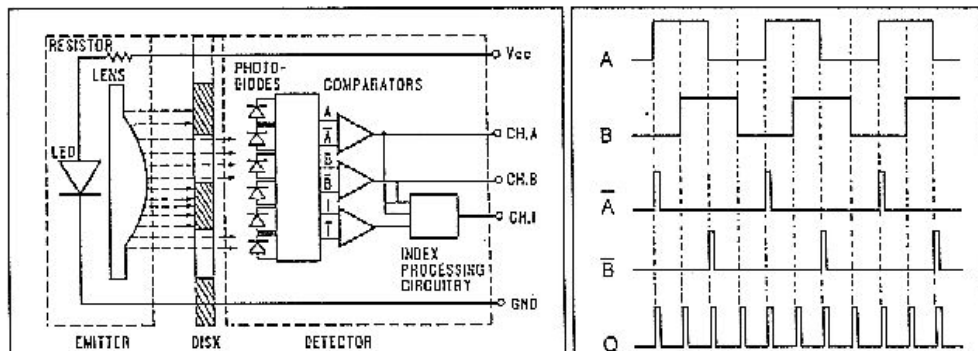 RESISTOR
LENS
LED
PHOTO-
DIODES
COMPARATORS
A
A̅
B̅
B̅
I
I̅
Vcc
CH.A
CH.B
CH.I
INDEX
PROCESSING
CIRCUITRY
GND
EMITTER
DISK
DETECTOR
A
B
A̅
B̅
Q